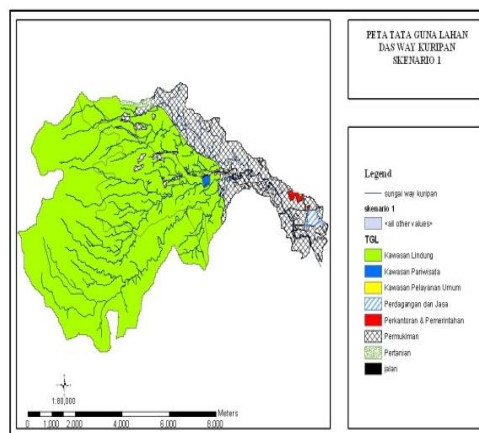 PETA TATA GUNA LAHAN
DAS WAY KURIPAN
SKENARIO 1
Legend
sungai way kuripan
skenario 1
<all other values>
TGL
Kawasan Lindung
Kawasan Pariwisata
Kawasan Pelayanan Umum
Perdagangan dan Jasa
Perkantoran & Pemerintahan
Permukiman
Pertanian
jalan
1:80,000
Meters
0 1,000 2,000 4,000 6,000 8,000